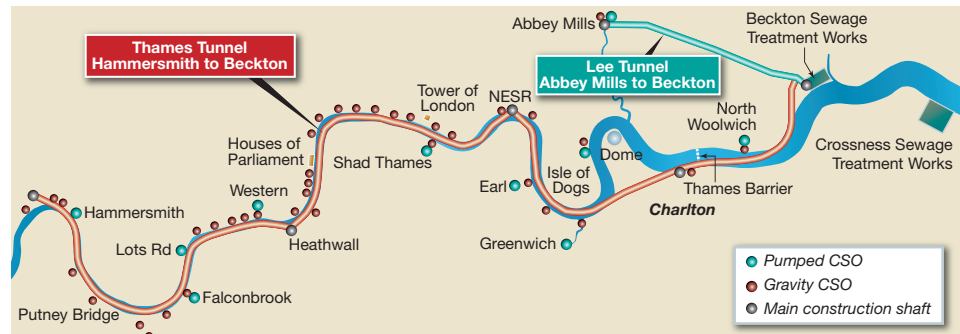 Abbey Mills
Beckton Sewage
Treatment Works
Thames Tunnel
Hammersmith to Beckton
Lee Tunnel
Abbey Mills to Beckton
Tower of
London
NESR
North
Woolwich
Houses of
Parliament
Shad Thames
Dome
Crossness Sewage
Treatment Works
Isle of
Dogs
Earl
Thames Barrier
Western
Charlton
Hammersmith
Heathwall
Greenwich
Lots Rd
Falconbrook
Putney Bridge
Pumped CSO
Gravity CSO
Main construction shaft